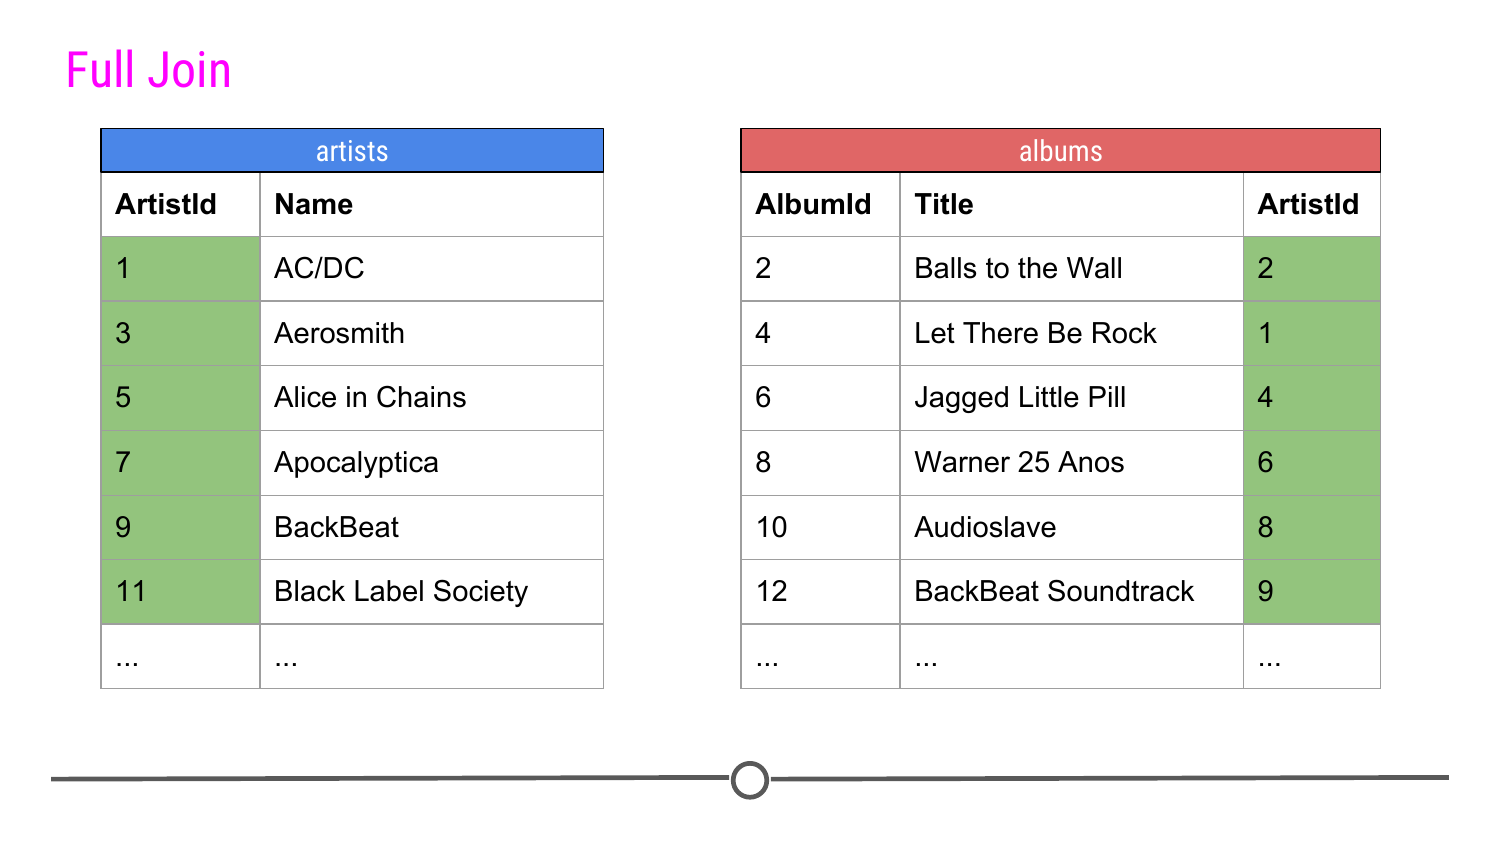 Full Join
artists
ArtistId Name
1 AC/DC
3 Aerosmith
5 Alice in Chains
7 Apocalyptica
9 BackBeat
11 Black Label Society
... ...
albums
AlbumId Title ArtistId
2 Balls to the Wall 2
4 Let There Be Rock 1
6 Jagged Little Pill 4
8 Warner 25 Anos 6
10 Audioslave 8
12 BackBeat Soundtrack 9
... ... ...